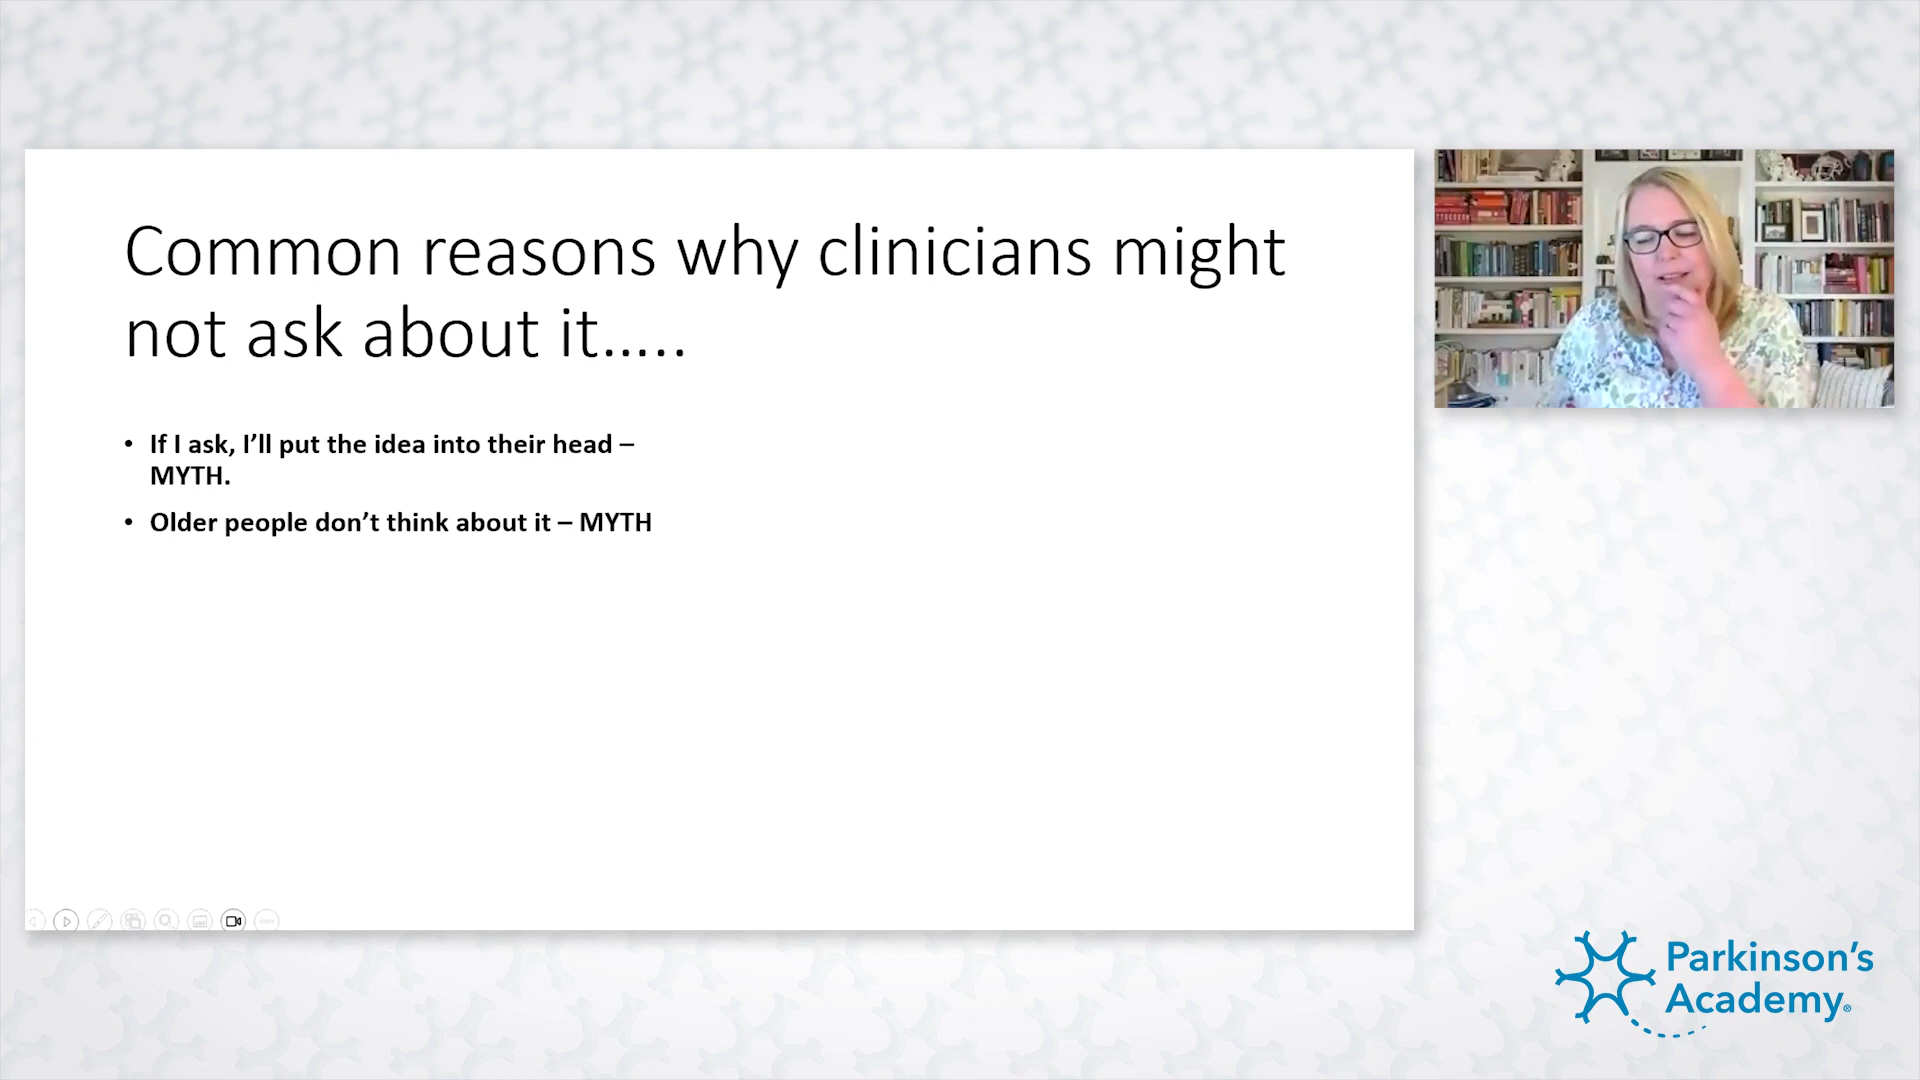 Common reasons why clinicians might
not ask about it…..
• If I ask, I’ll put the idea into their head –
MYTH.
• Older people don’t think about it – MYTH
Parkinson’s
Academy®